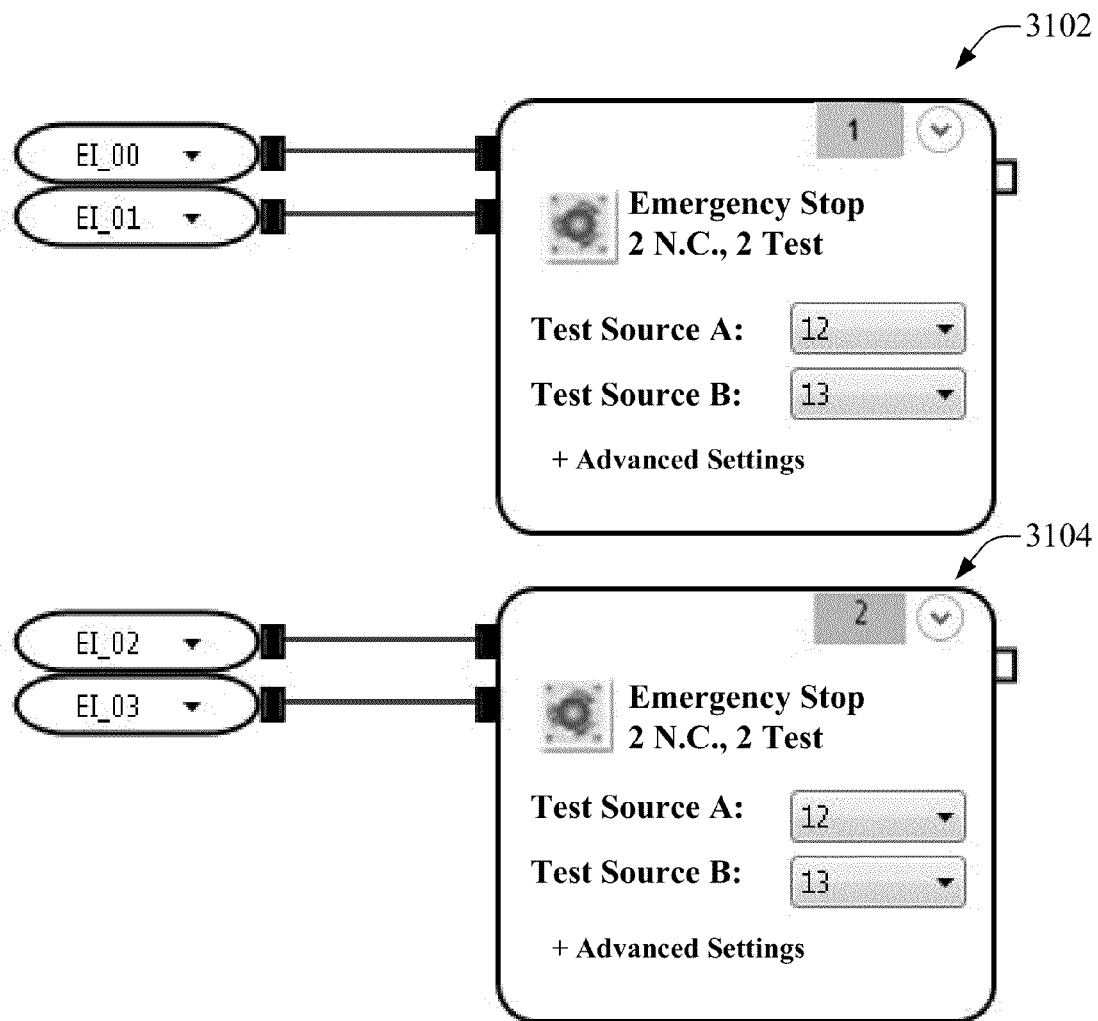 3102
1
EI_00
EI_01
Emergency Stop
2 N.C., 2 Test
Test Source A: 12
Test Source B: 13
+ Advanced Settings
3104
2
EI_02
EI_03
Emergency Stop
2 N.C., 2 Test
Test Source A: 12
Test Source B: 13
+ Advanced Settings